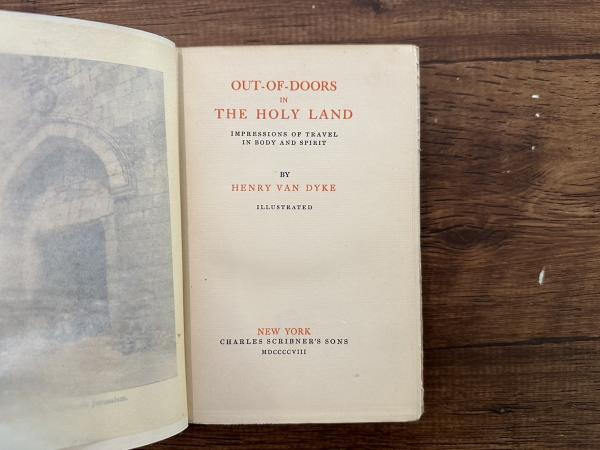 OUT-OF-DOORS
IN
THE HOLY LAND
IMPRESSIONS OF TRAVEL
IN BODY AND SPIRIT
BY
HENRY VAN DYKE
ILLUSTRATED
NEW YORK
CHARLES SCRIBNER'S SONS
MDCCCCVIII
Jerusalem.